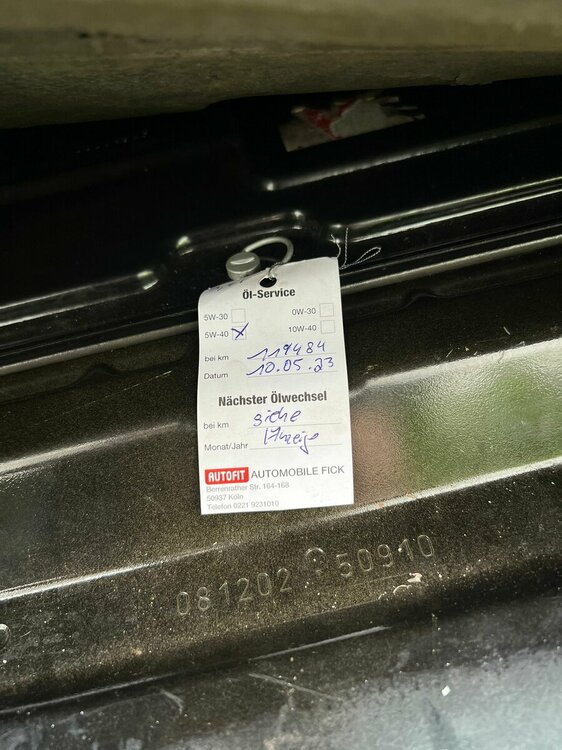 Öl-Service
5W-30 0W-30
5W-40 X 10W-40
bei km 119484
Datum 10.05.23
Nächster Ölwechsel
bei km siche
Monat/Jahr Anzeige
AUTOFIT AUTOMOBILE FICK
Berrenrather Str. 164-168
50937 Köln
Telefon 0221 9231010
081202 50910